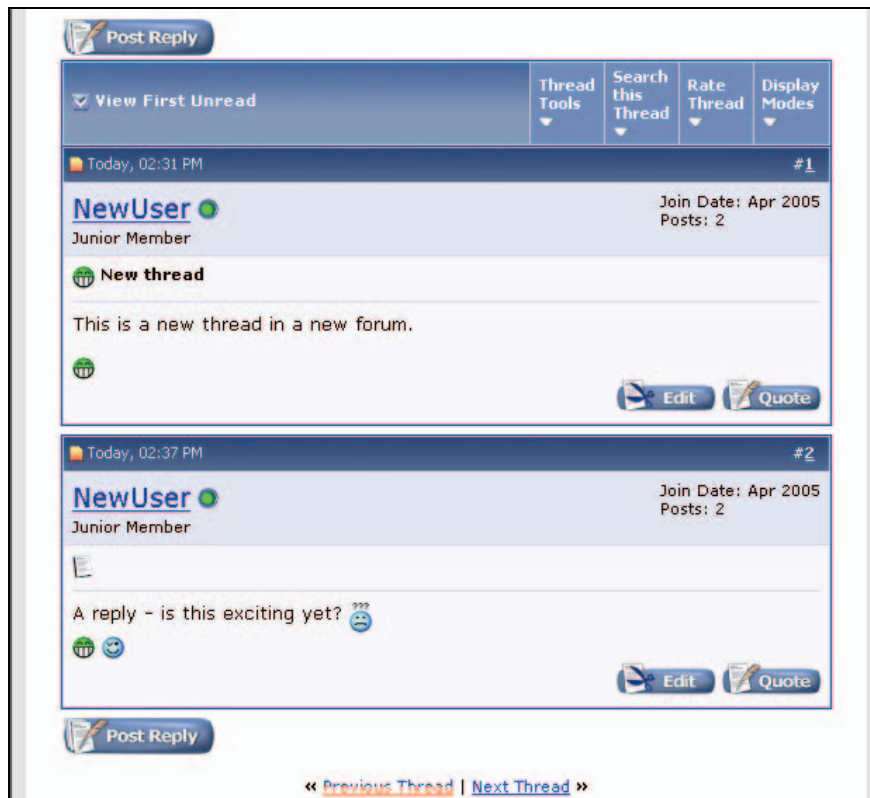 Post Reply
View First Unread
Thread Tools
Search this Thread
Rate Thread
Display Modes
Today, 02:31 PM #1
NewUser
Junior Member
Join Date: Apr 2005
Posts: 2
New thread
This is a new thread in a new forum.
Edit Quote
Today, 02:37 PM #2
NewUser
Junior Member
Join Date: Apr 2005
Posts: 2
A reply - is this exciting yet? ???
Edit Quote
Post Reply
« Previous Thread | Next Thread »